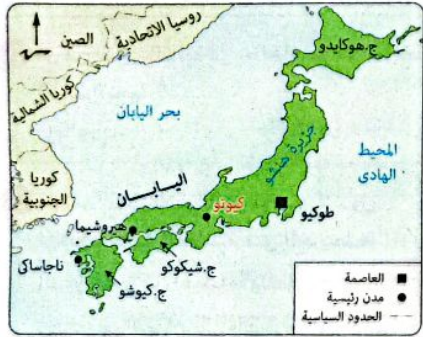 روسيا الاتحادية
الصين
ج.هوكايدو
كوريا الشمالية
بحر اليابان
جزيرة هنشو
المحيط
الهادى
كوريا
الجنوبية
اليابان
كيوتو
طوكيو
هيروشيما
ناجاساكى
ج.شيكوكو
ج.كيوشو
العاصمة
مدن رئيسية
الحدود السياسية